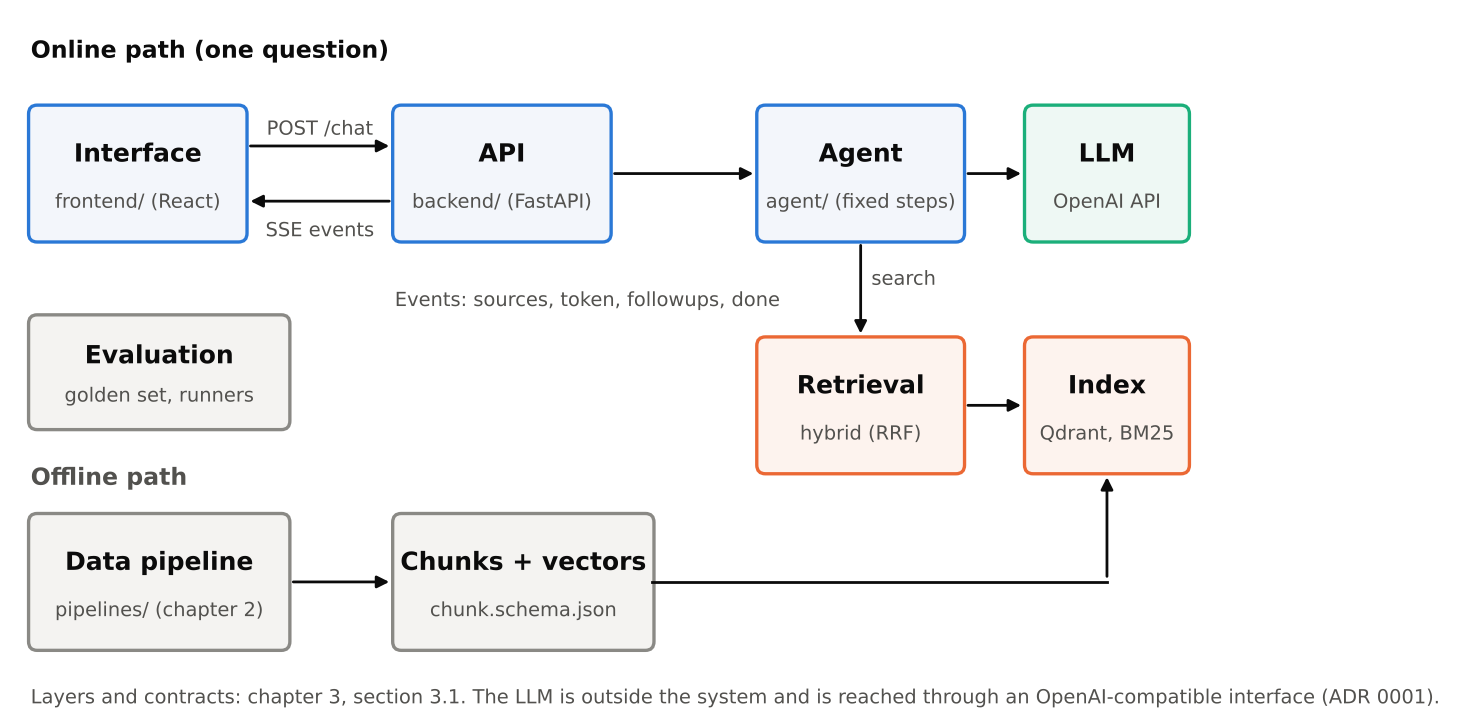 Online path (one question)
Interface
frontend/ (React)
POST /chat
SSE events
API
backend/ (FastAPI)
Agent
agent/ (fixed steps)
LLM
OpenAI API
search
Events: sources, token, followups, done
Evaluation
golden set, runners
Retrieval
hybrid (RRF)
Index
Qdrant, BM25
Offline path
Data pipeline
pipelines/ (chapter 2)
Chunks + vectors
chunk.schema.json
Layers and contracts: chapter 3, section 3.1. The LLM is outside the system and is reached through an OpenAI-compatible interface (ADR 0001).